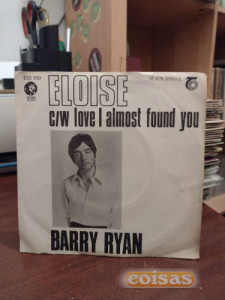 ELOISE
c/w love I almost found you
BARRY RYAN
coisas